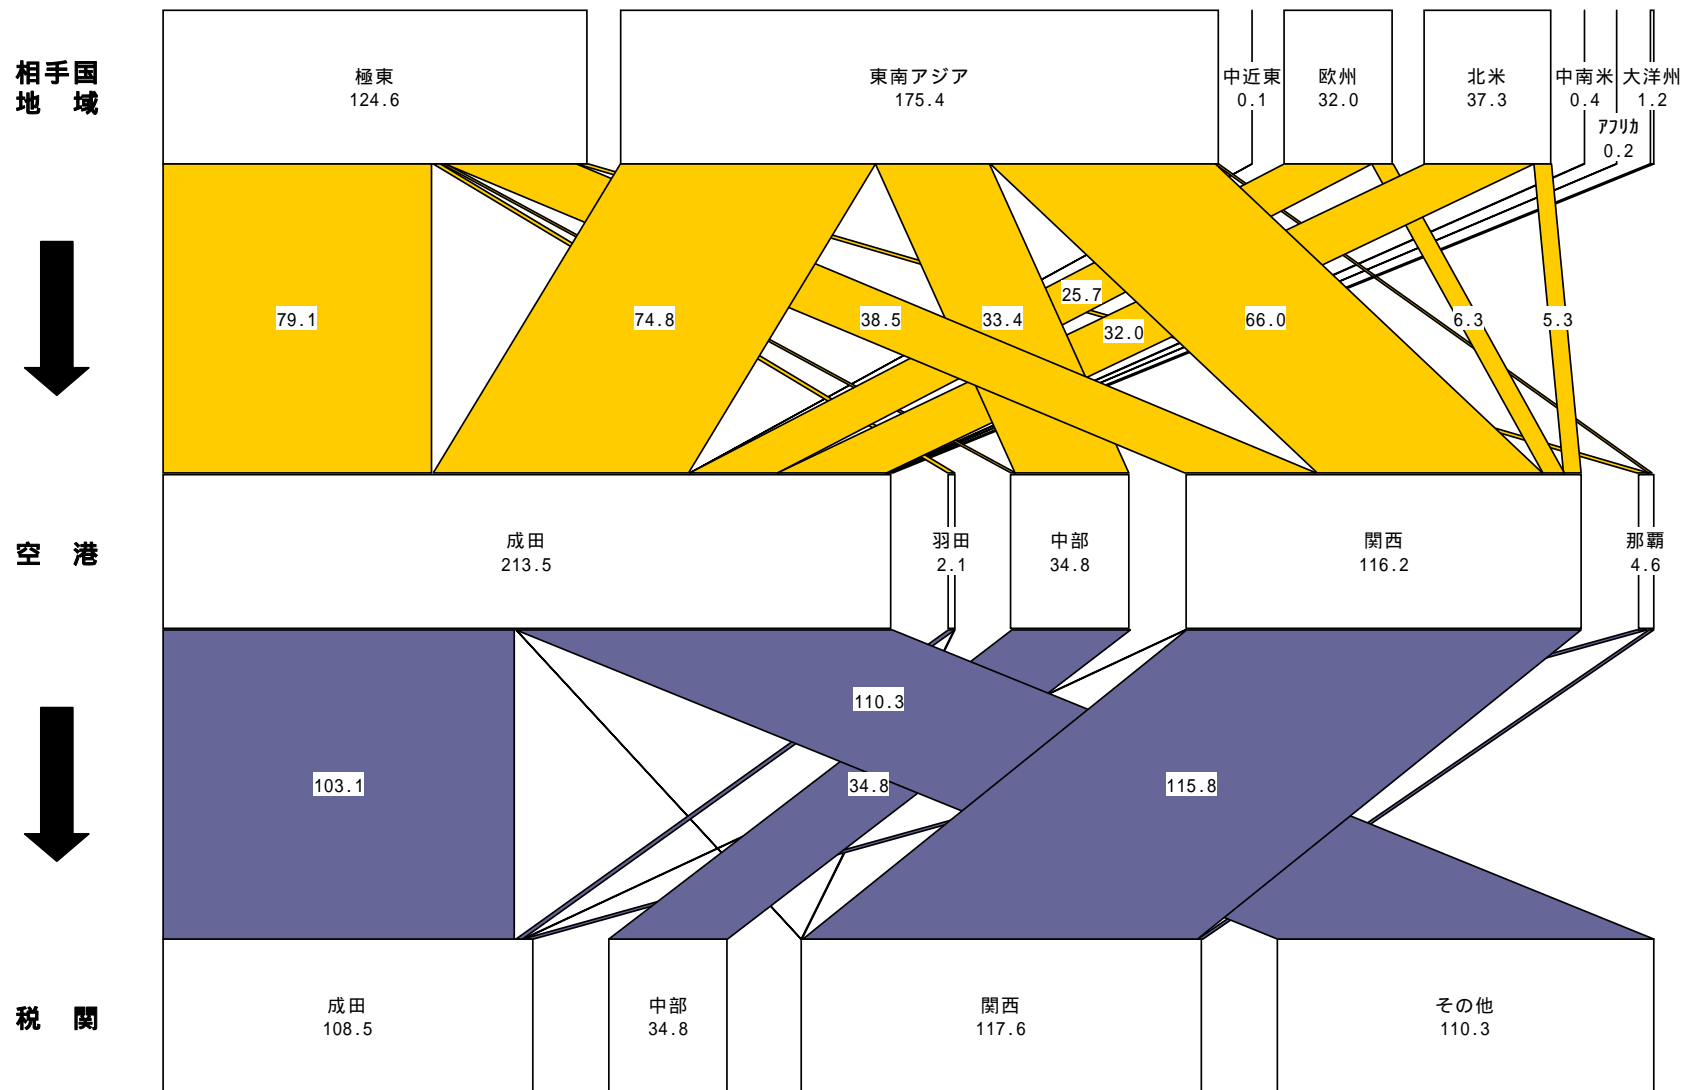 相手国
地 域
極東
124.6
東南アジア
175.4
中近東
0.1
欧州
32.0
北米
37.3
中南米
0.4
アフリカ
0.2
大洋州
1.2
79.1
74.8
38.5
33.4
25.7
32.0
66.0
6.3
5.3
空 港
成田
213.5
羽田
2.1
中部
34.8
関西
116.2
那覇
4.6
110.3
103.1
34.8
115.8
税 関
成田
108.5
中部
34.8
関西
117.6
その他
110.3